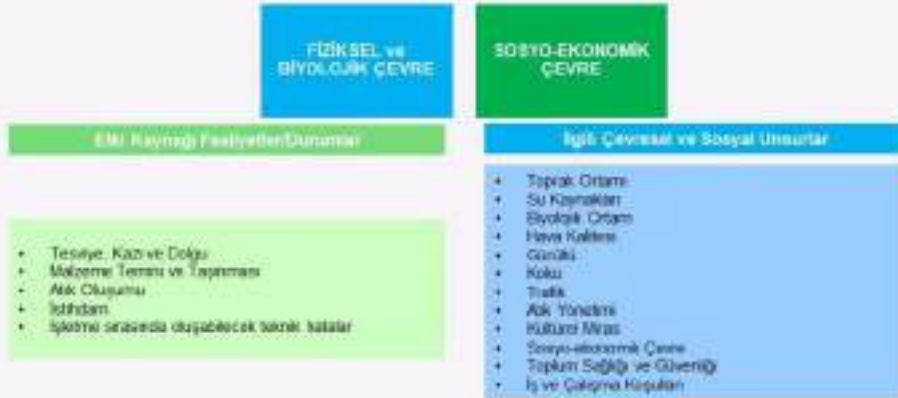 FİZİKSEL ve
BİYOLOJİK ÇEVRE
SOSYO-EKONOMİK
ÇEVRE
Etki Kaynağı Faaliyetler/Durumlar
İlgili Çevresel ve Sosyal Unsurlar
• Tesviye, Kazı ve Dolgu
• Malzeme Temini ve Taşınması
• Atık Oluşumu
• İstihdam
• İşletme sırasında oluşabilecek teknik hatalar
• Toprak Ortamı
• Su Kaynakları
• Biyolojik Ortam
• Hava Kalitesi
• Gürültü
• Koku
• Trafik
• Atık Yönetimi
• Kültürel Miras
• Sosyo-ekonomik Çevre
• Toplum Sağlığı ve Güvenliği
• İş ve Çalışma Koşulları